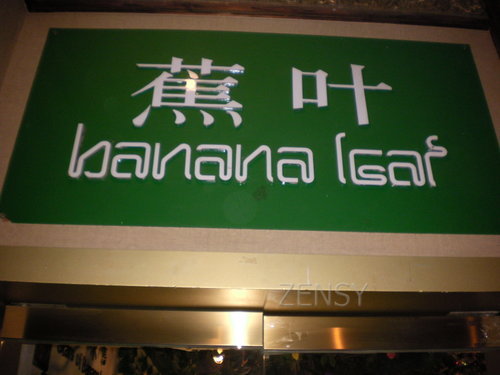 蕉叶
banana leaf
ZENSY